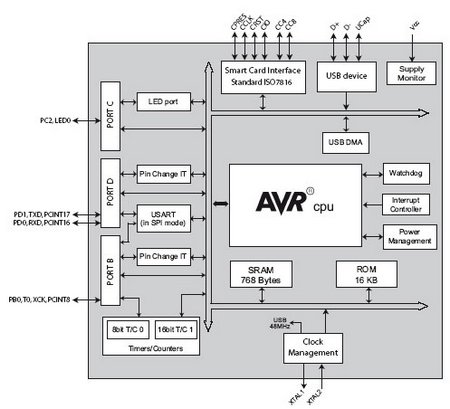 CPRES
CCLK
CRST
CIO
CC4
CC8
D+
D-
UCap
Vcc
Smart Card Interface
Standard ISO7816
USB device
Supply
Monitor
PORT C
LED port
PC2, LED0
USB DMA
PORT D
Pin Change IT
AVR® cpu
Watchdog
Interrupt
Controller
Power
Management
PD1, TXD, PCINT17
PD0, RXD, PCINT16
USART
(in SPI mode)
PORT B
Pin Change IT
SRAM
768 Bytes
ROM
16 KB
PB0, T0, XCK, PCINT8
8bit T/C 0
16bit T/C 1
Timers/Counters
USB
48MHz
Clock
Management
XTAL1
XTAL2